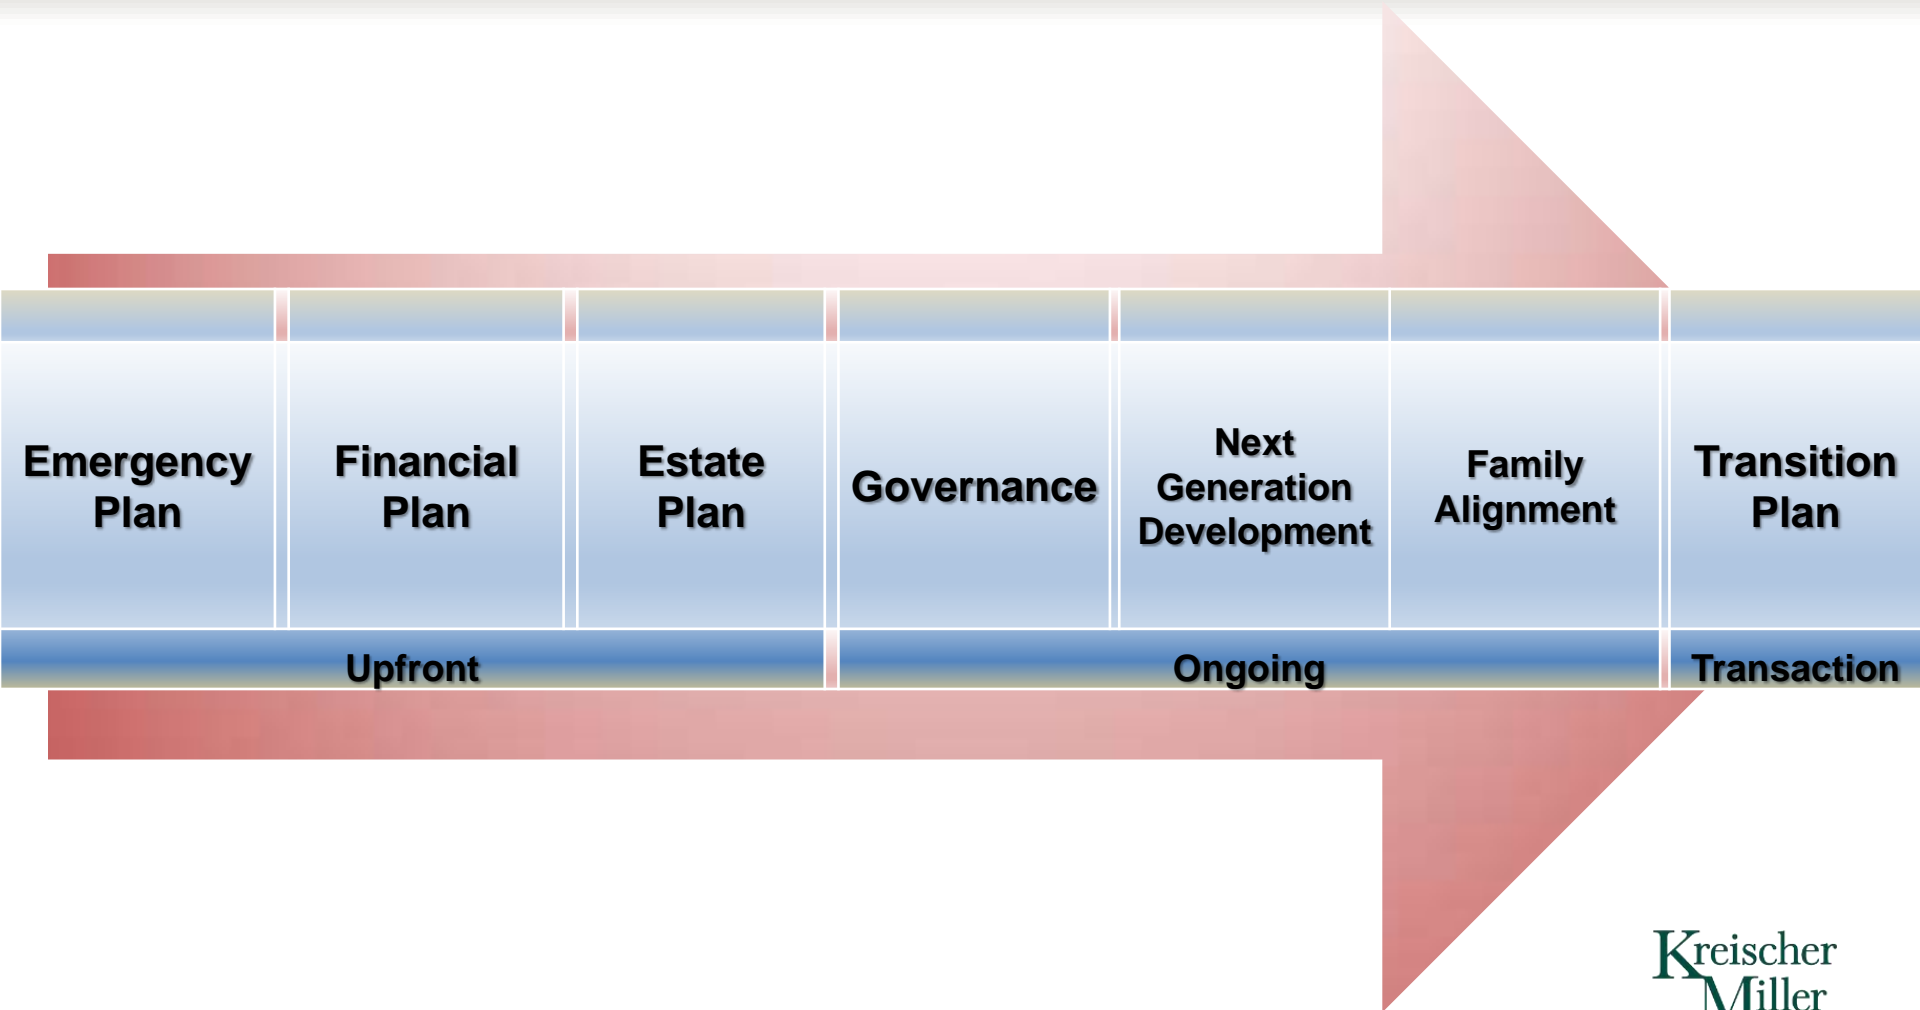 Emergency
Plan
Financial
Plan
Estate
Plan
Governance
Next
Generation
Development
Family
Alignment
Transition
Plan
Upfront
Ongoing
Transaction
Kreischer
Miller